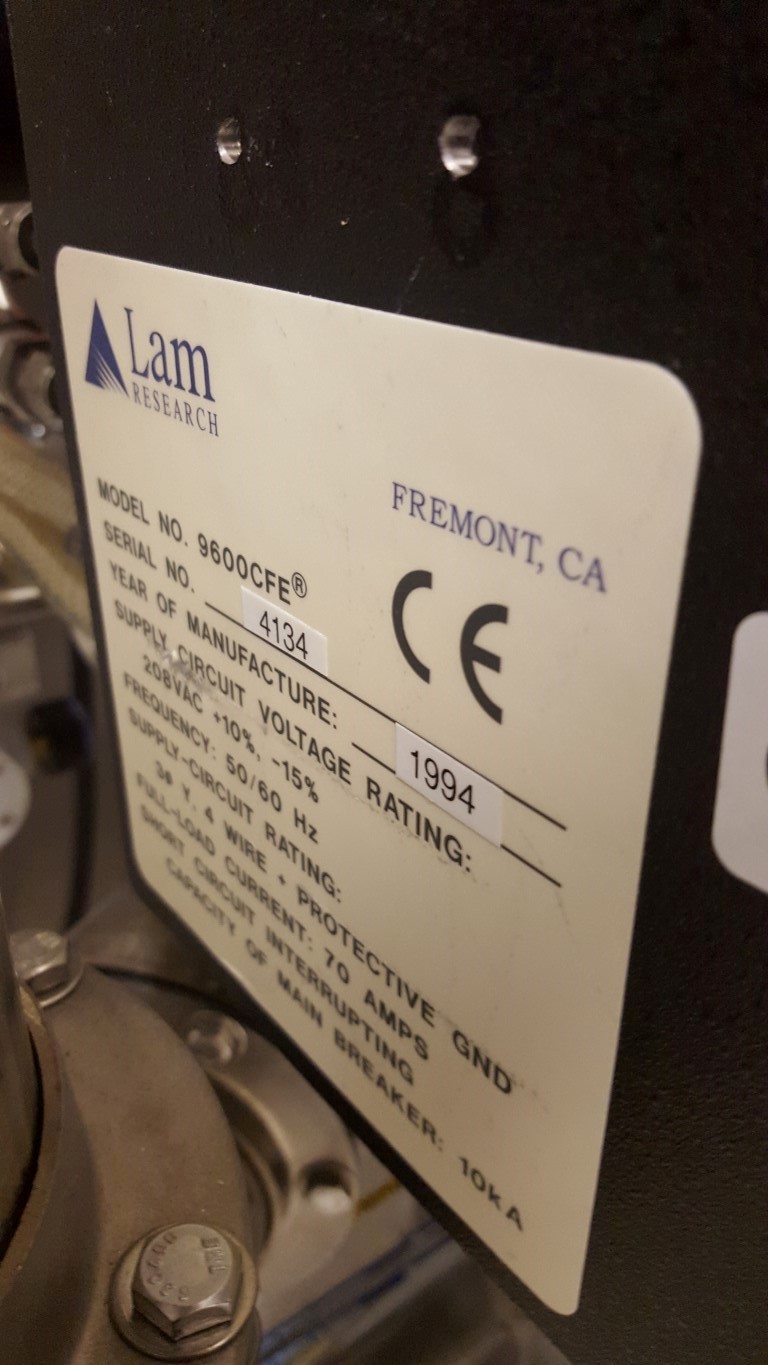 Lam
RESEARCH
FREMONT, CA
MODEL NO. 9600CFE®
SERIAL NO. 4134
YEAR OF MANUFACTURE: 1994
SUPPLY CIRCUIT VOLTAGE RATING:
208VAC +10%, -15%
FREQUENCY: 50/60 Hz
SUPPLY-CIRCUIT RATING:
3ø Y, 4 WIRE + PROTECTIVE GND
FULL-LOAD CURRENT: 70 AMPS
SHORT CIRCUIT INTERRUPTING
CAPACITY OF MAIN BREAKER: 10kA
CE